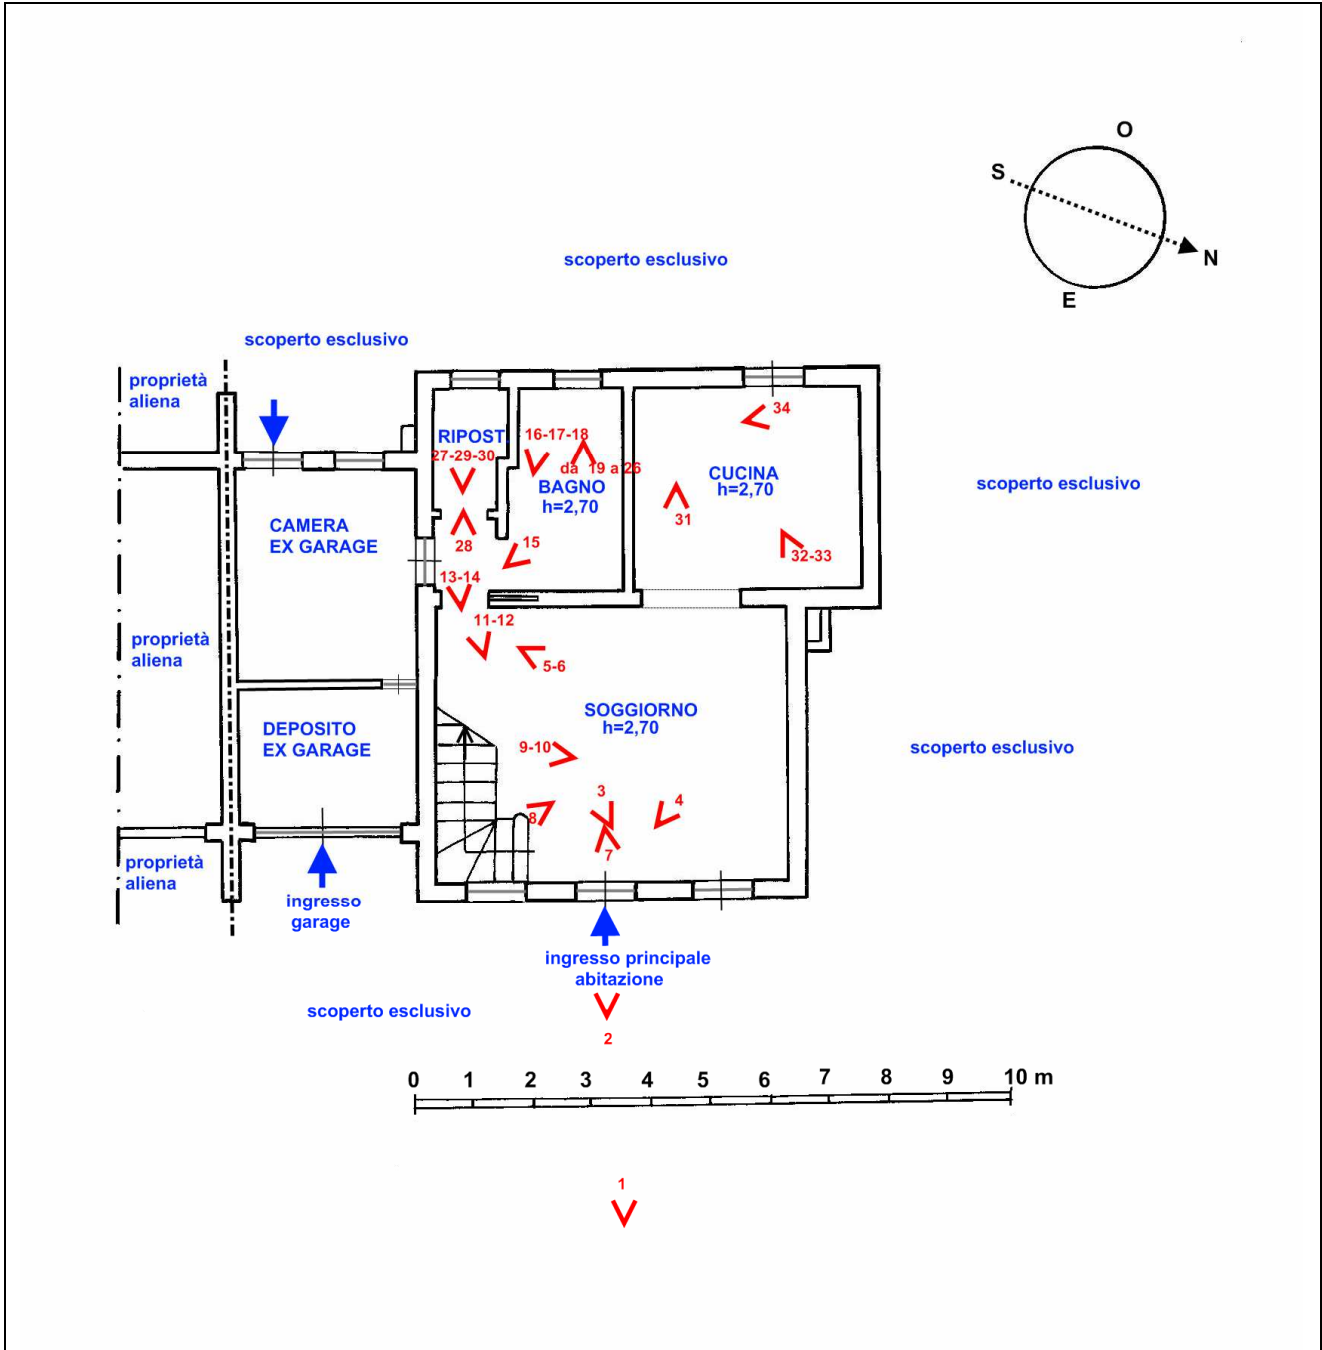 O
S
N
E
scoperto esclusivo
scoperto esclusivo
proprietà
aliena
34
RIPOST.
16-17-18
27-29-30
da 19 a 26
CUCINA
h=2,70
BAGNO
h=2,70
scoperto esclusivo
31
CAMERA
EX GARAGE
28
15
32-33
13-14
11-12
proprietà
aliena
5-6
SOGGIORNO
h=2,70
DEPOSITO
EX GARAGE
9-10
scoperto esclusivo
3
4
8
7
proprietà
aliena
ingresso
garage
ingresso principale
abitazione
scoperto esclusivo
2
0 1 2 3 4 5 6 7 8 9 10 m
1